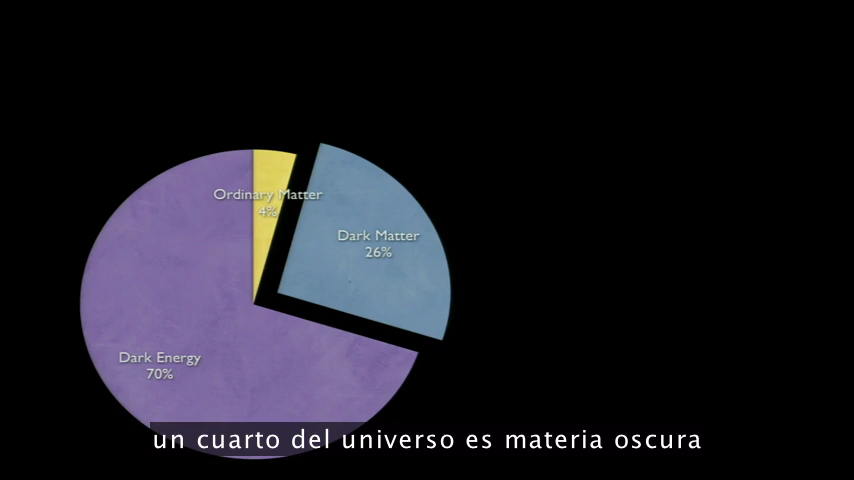 Ordinary Matter
4%
Dark Matter
26%
Dark Energy
70%
un cuarto del universo es materia oscura